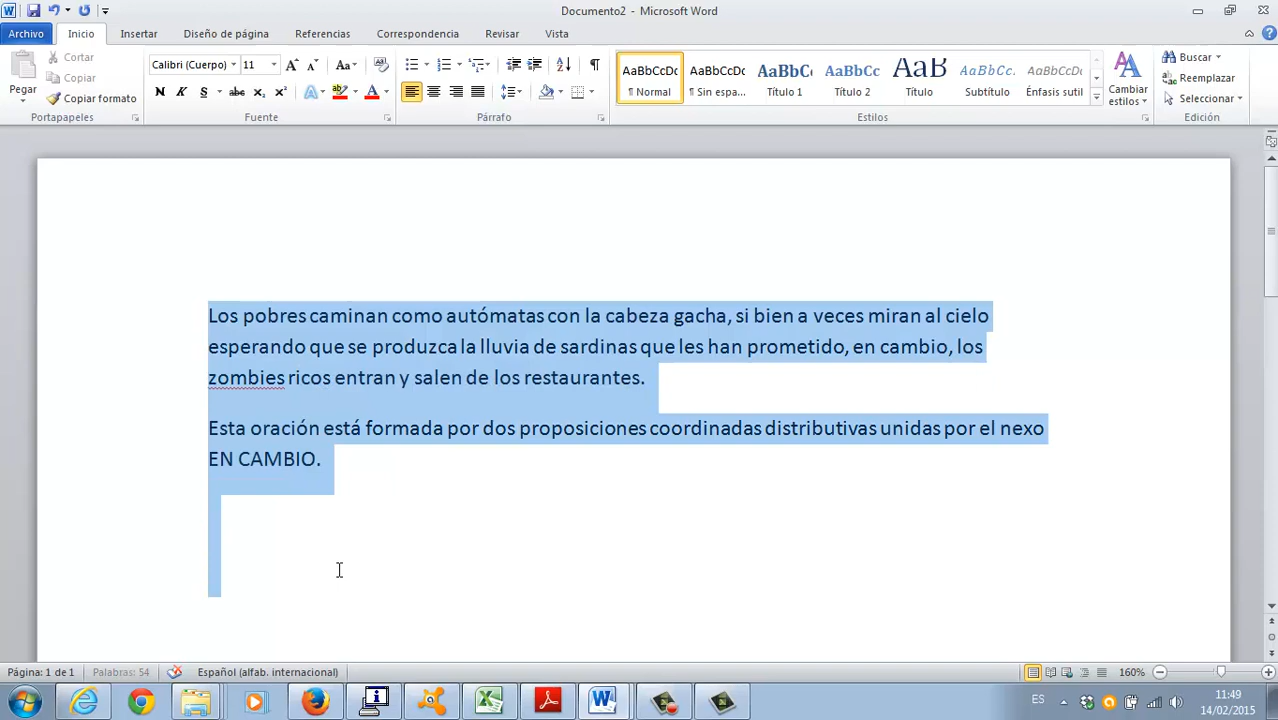 Documento2 - Microsoft Word
Archivo Inicio Insertar Diseño de página Referencias Correspondencia Revisar Vista
Cortar
Copiar
Copiar formato
Pegar
Portapapeles
Calibri (Cuerpo) 11
N K S abc x₂ x²
Fuente
Párrafo
AaBbCcDc AaBbCcDc AaBbC AaBbCc AaB AaBbCc. AaBbCcDc
¶ Normal ¶ Sin espa... Título 1 Título 2 Título Subtítulo Énfasis sutil
Cambiar
estilos
Estilos
Buscar
Reemplazar
Seleccionar
Edición
Los pobres caminan como autómatas con la cabeza gacha, si bien a veces miran al cielo
esperando que se produzca la lluvia de sardinas que les han prometido, en cambio, los
zombies ricos entran y salen de los restaurantes.
Esta oración está formada por dos proposiciones coordinadas distributivas unidas por el nexo
EN CAMBIO.
Página: 1 de 1 Palabras: 54 Español (alfab. internacional) 160%
ES 11:49
14/02/2015